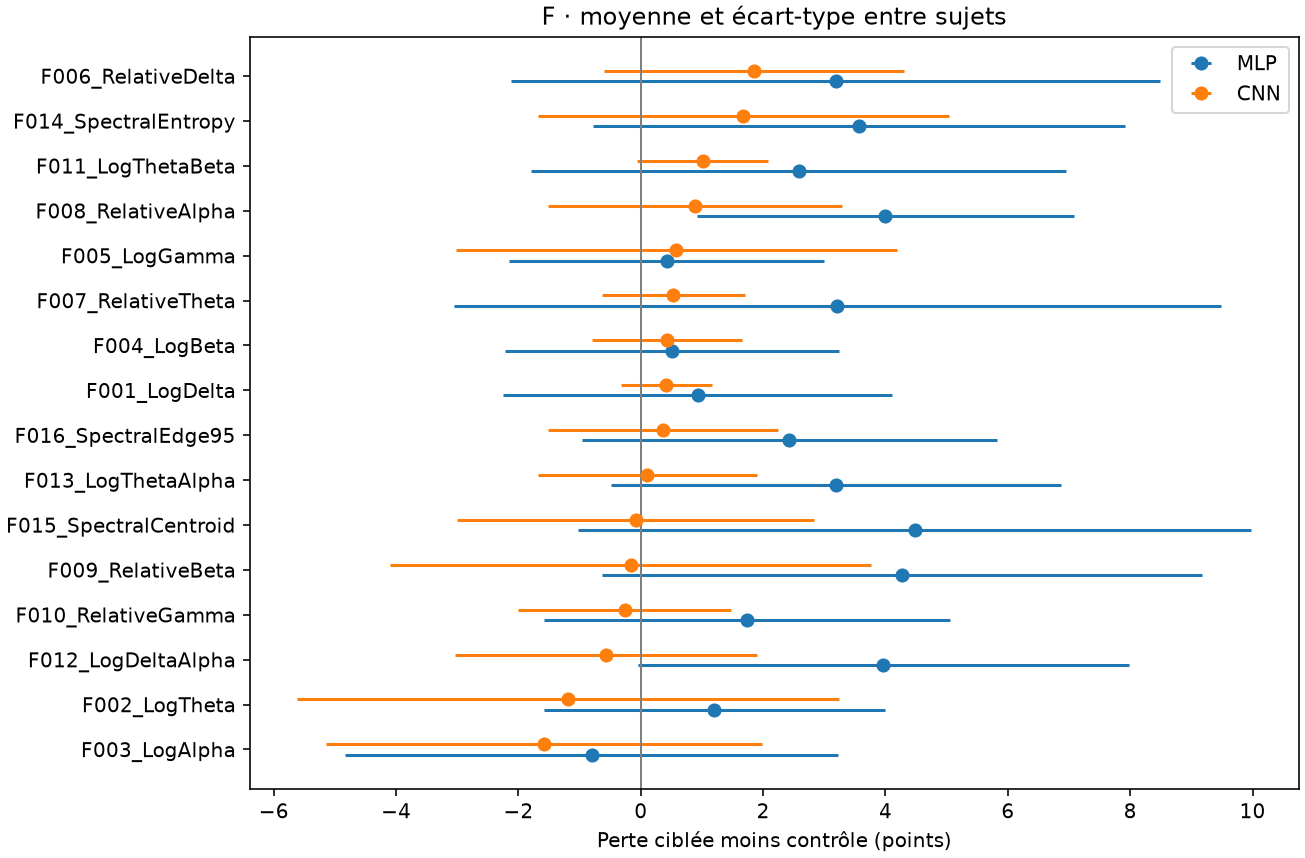 F · moyenne et écart-type entre sujets
MLP
CNN
F006_RelativeDelta
F014_SpectralEntropy
F011_LogThetaBeta
F008_RelativeAlpha
F005_LogGamma
F007_RelativeTheta
F004_LogBeta
F001_LogDelta
F016_SpectralEdge95
F013_LogThetaAlpha
F015_SpectralCentroid
F009_RelativeBeta
F010_RelativeGamma
F012_LogDeltaAlpha
F002_LogTheta
F003_LogAlpha
−6 −4 −2 0 2 4 6 8 10
Perte ciblée moins contrôle (points)